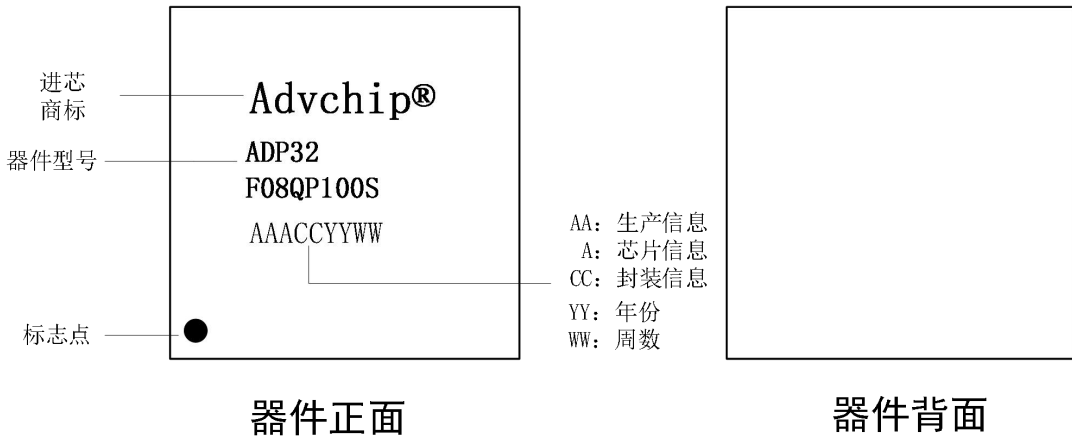 进芯
商标
Advchip®
器件型号
ADP32
F08QP100S
AAACCYYWW
AA: 生产信息
A: 芯片信息
CC: 封装信息
YY: 年份
WW: 周数
标志点
器件正面
器件背面